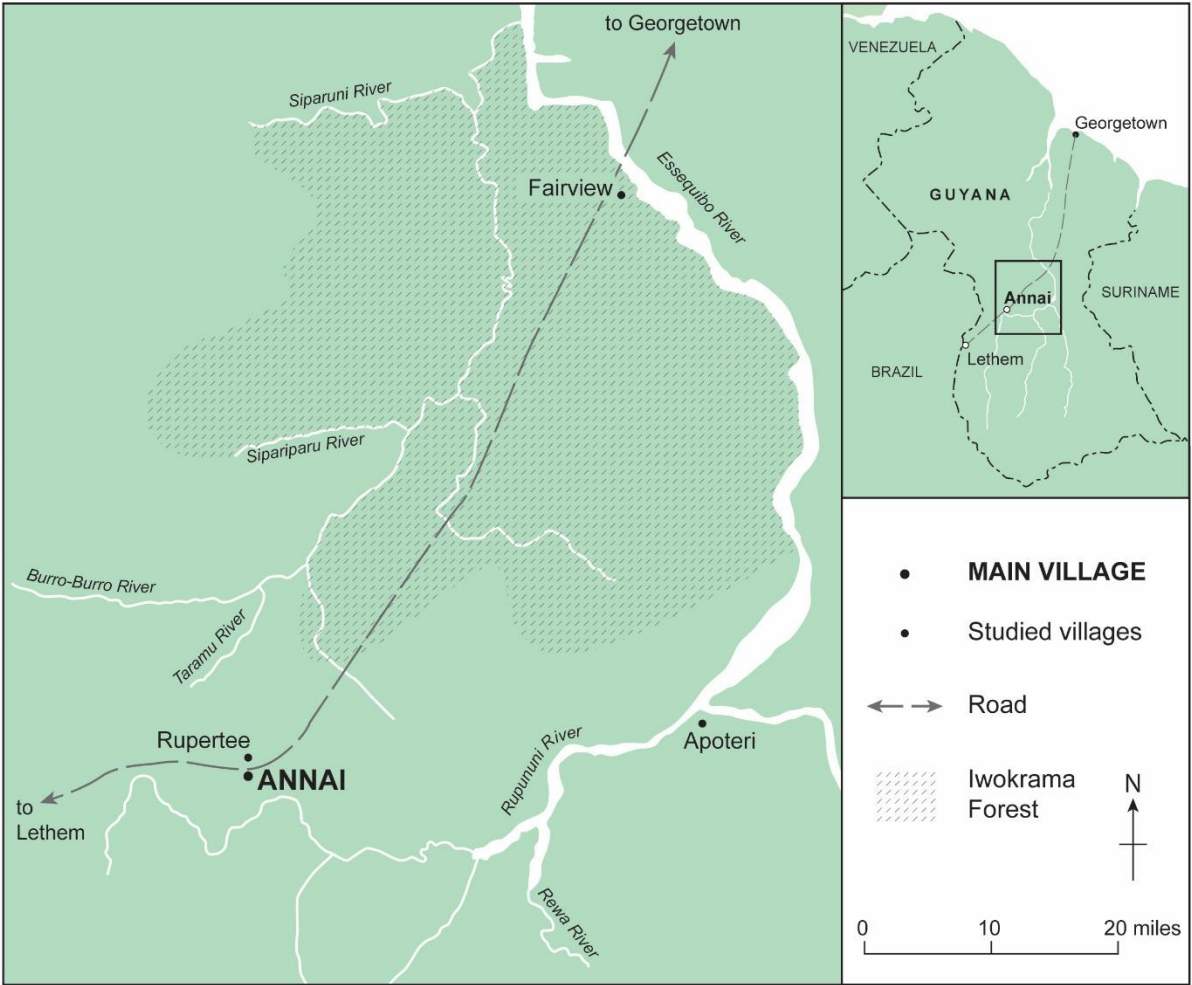 to Georgetown
Siparuni River
Fairview
Essequibo River
Sipariparu River
Burro-Burro River
Taramu River
Rupertee
ANNAI
to
Lethem
Apoteri
Rupununi River
Rewa River
VENEZUELA
Georgetown
GUYANA
Annai
SURINAME
Lethem
BRAZIL
MAIN VILLAGE
Studied villages
Road
Iwokrama
Forest
N
0 10 20 miles